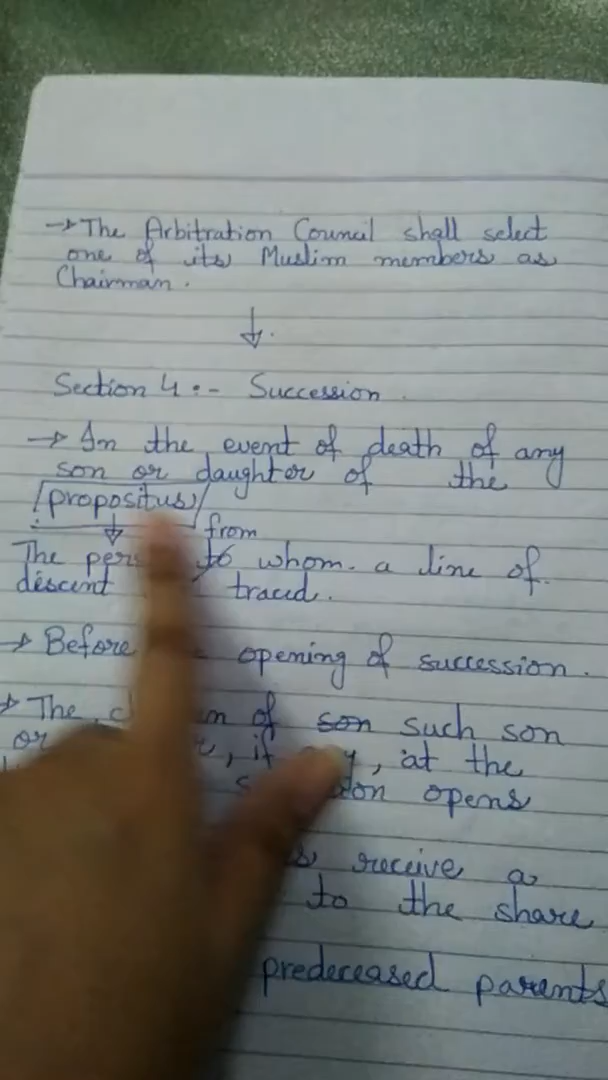 → The Arbitration Council shall select
one of its Muslim members as
Chairman.
Section 4 :- Succession
→ In the event of death of any
son or daughter of the
propositus
from
The to whom a line of
descent traced.
→ Before opening of succession.
→ The of son such son
or , if , at the
opens
receive a
to the share
predeceased parents